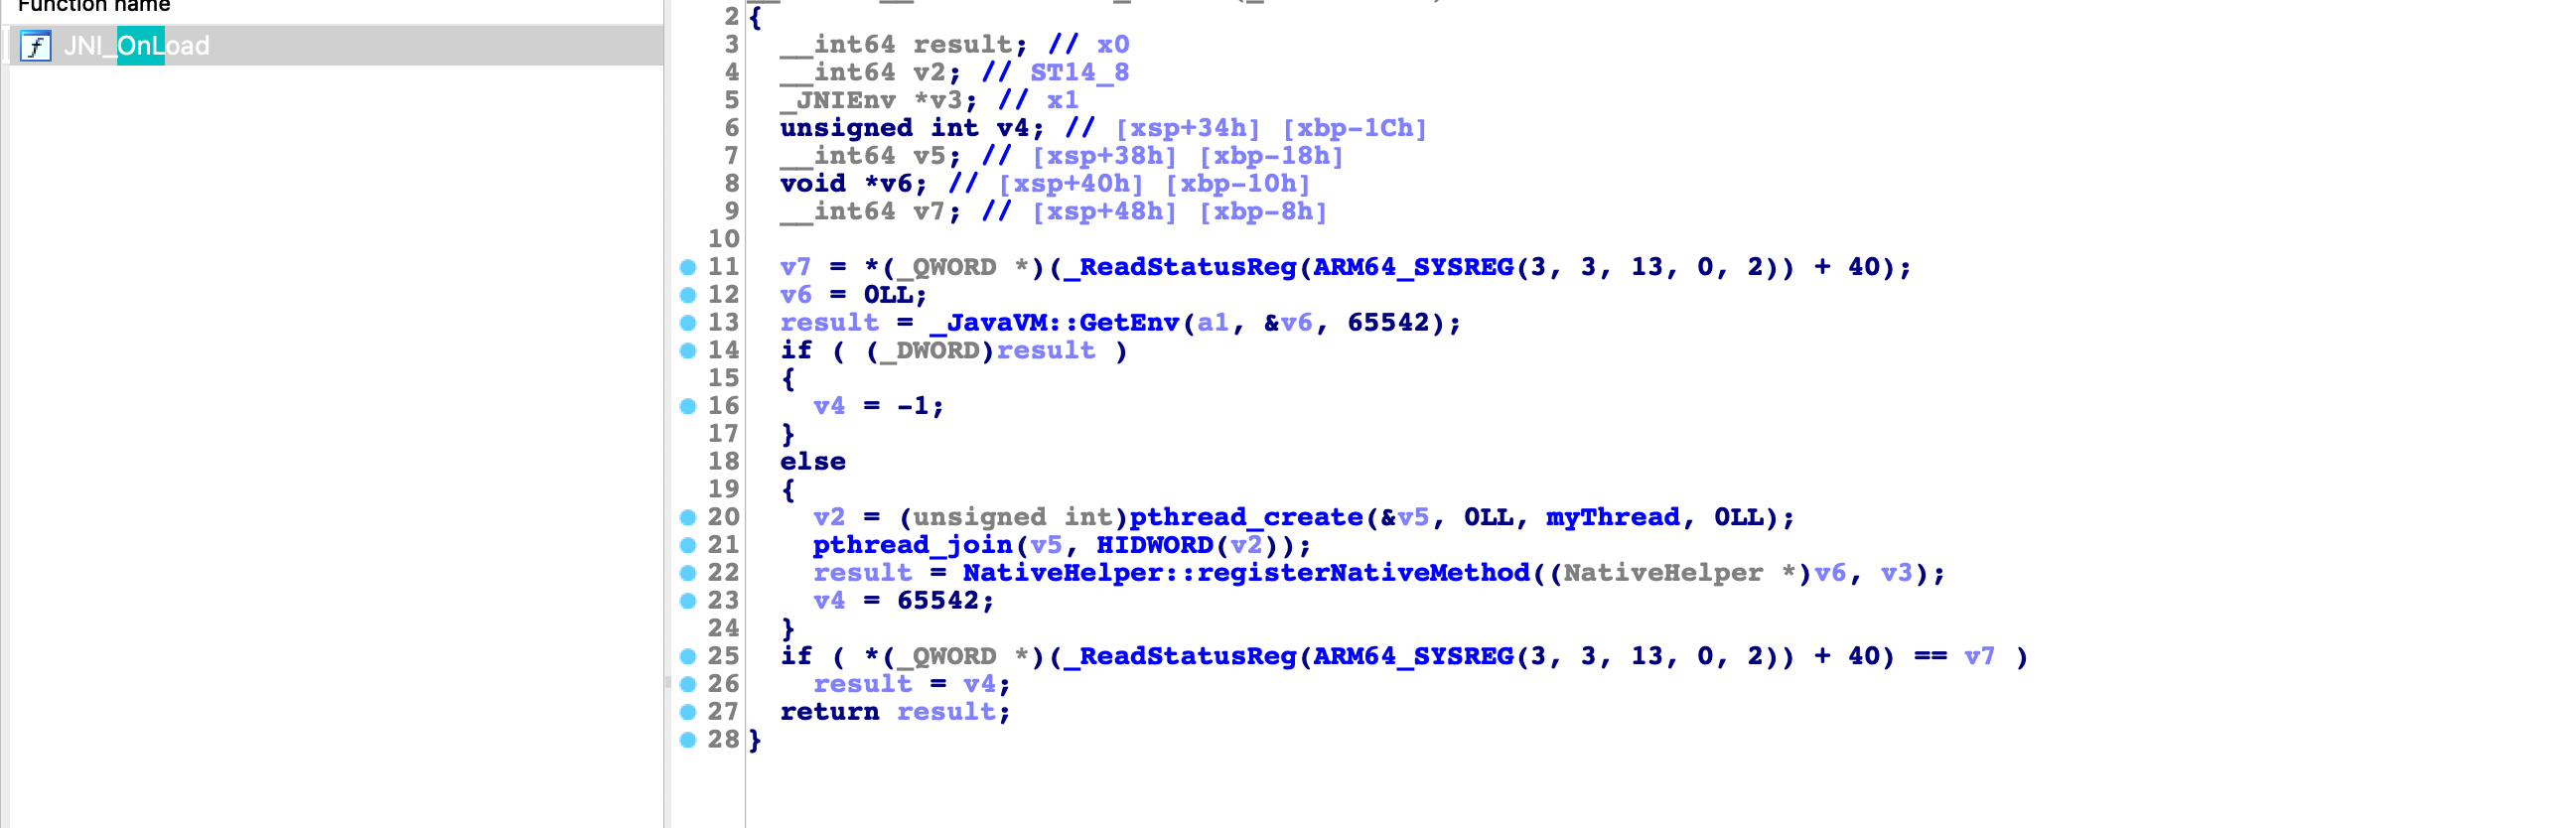 Function name
JNI_OnLoad
2 {
3 __int64 result; // x0
4 __int64 v2; // ST14_8
5 _JNIEnv *v3; // x1
6 unsigned int v4; // [xsp+34h] [xbp-1Ch]
7 __int64 v5; // [xsp+38h] [xbp-18h]
8 void *v6; // [xsp+40h] [xbp-10h]
9 __int64 v7; // [xsp+48h] [xbp-8h]
10
11 v7 = *(_QWORD *)(_ReadStatusReg(ARM64_SYSREG(3, 3, 13, 0, 2)) + 40);
12 v6 = 0LL;
13 result = _JavaVM::GetEnv(a1, &v6, 65542);
14 if ( (_DWORD)result )
15 {
16 v4 = -1;
17 }
18 else
19 {
20 v2 = (unsigned int)pthread_create(&v5, 0LL, myThread, 0LL);
21 pthread_join(v5, HIDWORD(v2));
22 result = NativeHelper::registerNativeMethod((NativeHelper *)v6, v3);
23 v4 = 65542;
24 }
25 if ( *(_QWORD *)(_ReadStatusReg(ARM64_SYSREG(3, 3, 13, 0, 2)) + 40) == v7 )
26 result = v4;
27 return result;
28 }